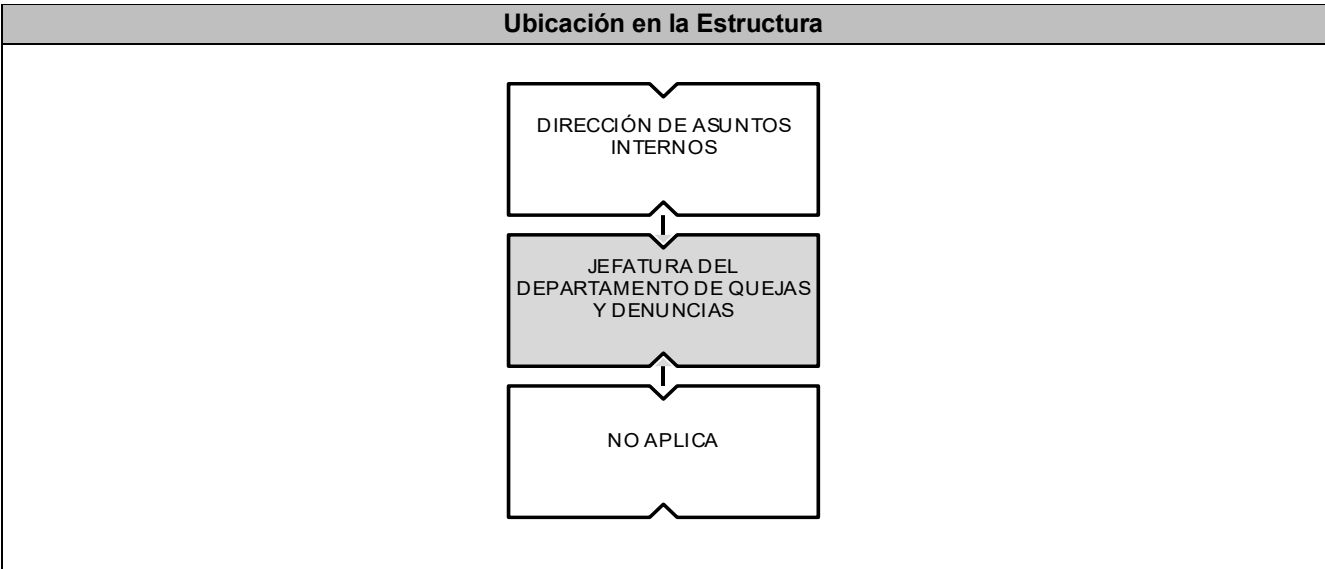 Ubicación en la Estructura
DIRECCIÓN DE ASUNTOS
INTERNOS
JEFATURA DEL
DEPARTAMENTO DE QUEJAS
Y DENUNCIAS
NO APLICA